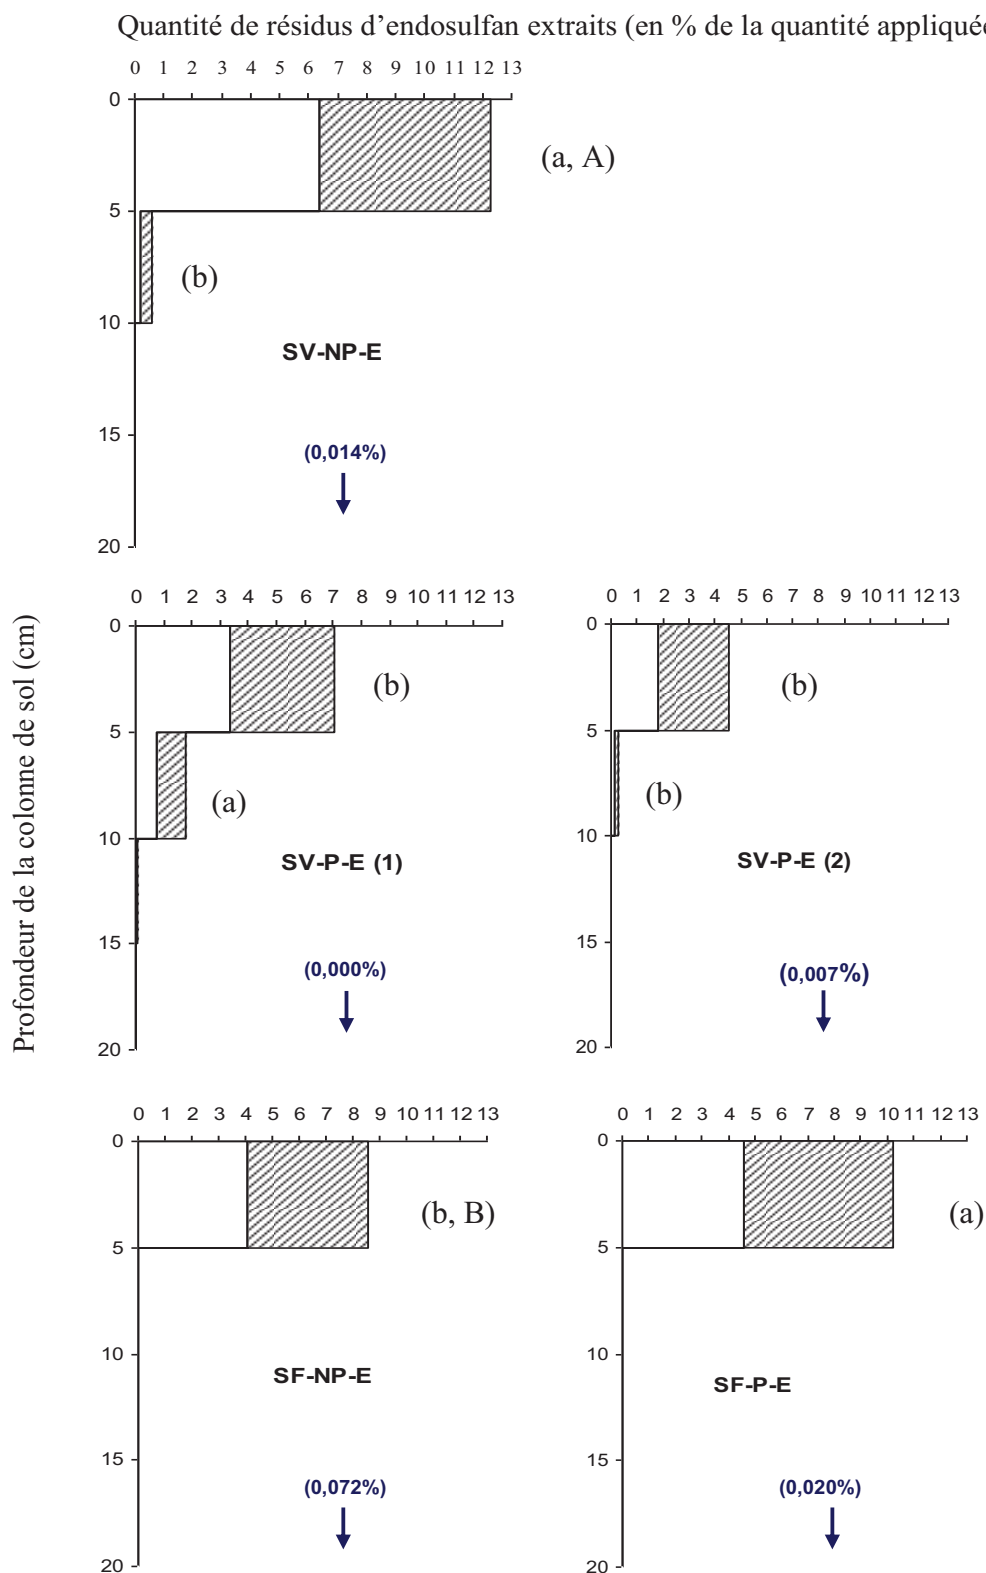 Quantité de résidus d’endosulfan extraits (en % de la quantité appliquée
0 1 2 3 4 5 6 7 8 9 10 11 12 13
0
(a, A)
5
(b)
10
SV-NP-E
15
(0,014%)
20
Profondeur de la colonne de sol (cm)
0 1 2 3 4 5 6 7 8 9 10 11 12 13
0
(b)
5
(a)
10
SV-P-E (1)
15
(0,000%)
20
0 1 2 3 4 5 6 7 8 9 10 11 12 13
0
(b)
5
(b)
10
SV-P-E (2)
15
(0,007%)
20
0 1 2 3 4 5 6 7 8 9 10 11 12 13
0
(b, B)
5
10
SF-NP-E
15
(0,072%)
20
0 1 2 3 4 5 6 7 8 9 10 11 12 13
0
(a)
5
10
SF-P-E
15
(0,020%)
20